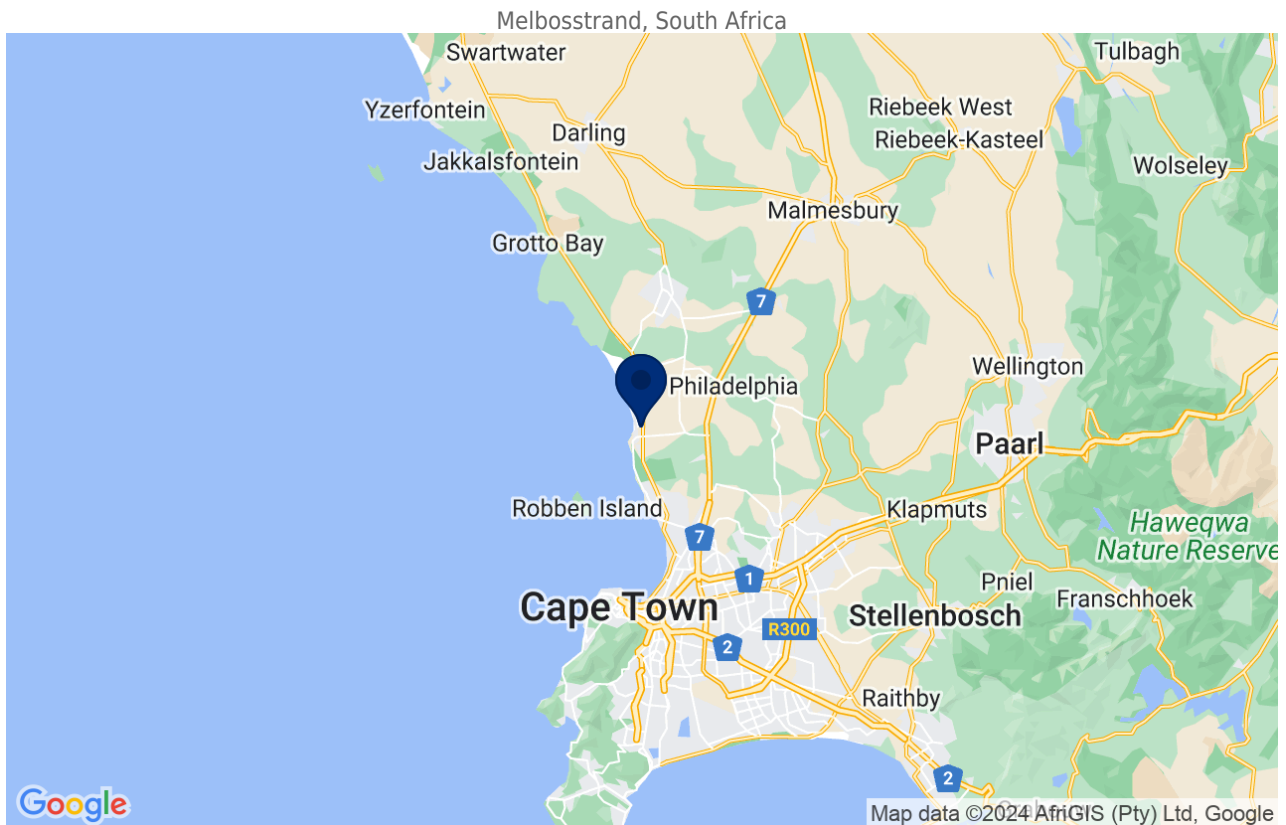 Melbosstrand, South Africa
Swartwater
Tulbagh
Yzerfontein
Riebeek West
Darling
Riebeek-Kasteel
Jakkalsfontein
Wolseley
Malmesbury
Grotto Bay
7
Wellington
Philadelphia
Paarl
Robben Island
Klapmuts
Haweqwa
Nature Reserve
7
1
Pniel
Franschhoek
Cape Town
Stellenbosch
R300
2
Raithby
2
Google
Map data ©2024 AfriGIS (Pty) Ltd, Google